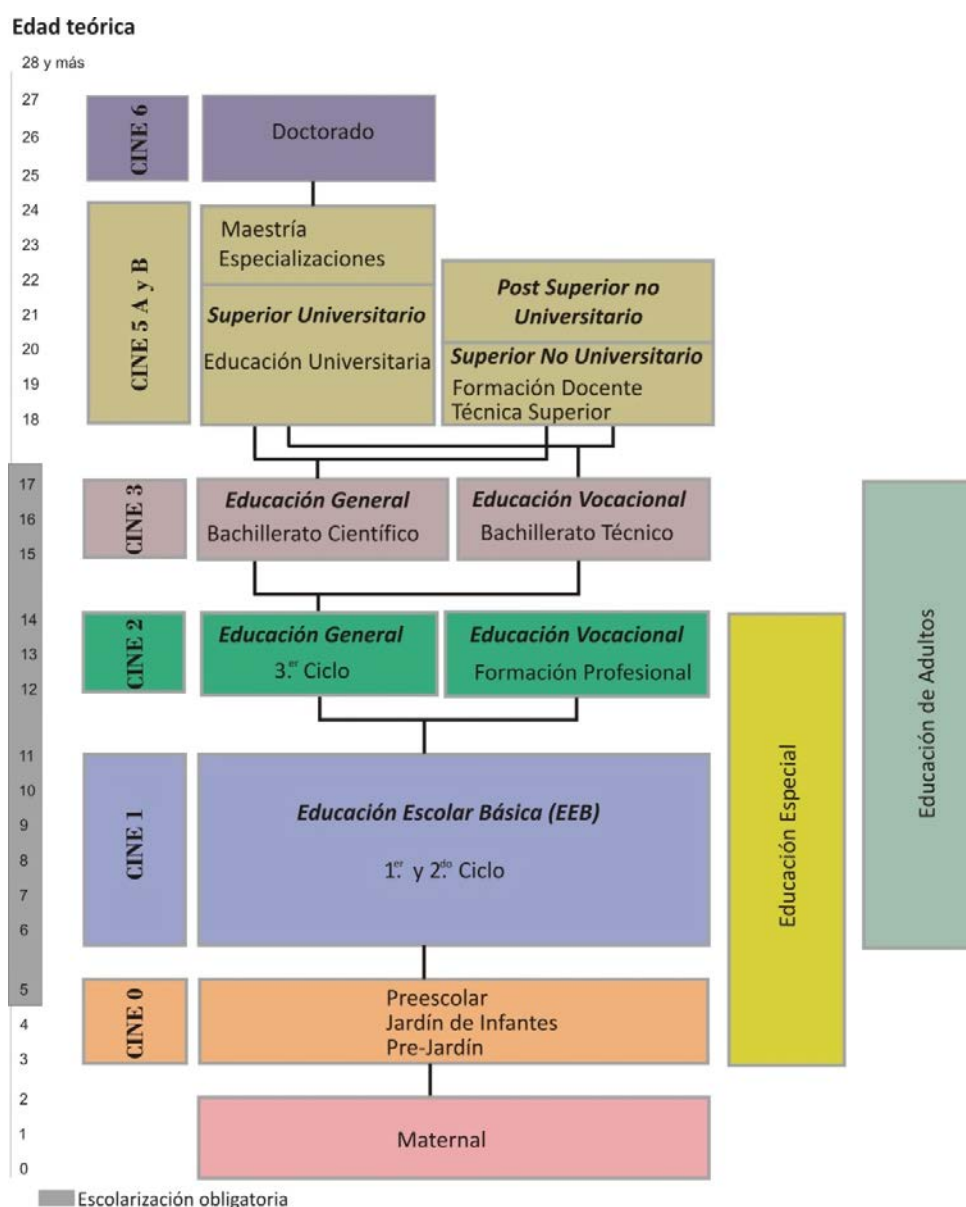 Edad teórica
28 y más
27
26
25
24
23
22
21
20
19
18
17
16
15
14
13
12
11
10
9
8
7
6
5
4
3
2
1
0
CINE 6
Doctorado
CINE 5 A y B
Maestría
Especializaciones
Superior Universitario
Educación Universitaria
Post Superior no
Universitario
Superior No Universitario
Formación Docente
Técnica Superior
CINE 3
Educación General
Bachillerato Científico
Educación Vocacional
Bachillerato Técnico
CINE 2
Educación General
3.er Ciclo
Educación Vocacional
Formación Profesional
CINE 1
Educación Escolar Básica (EEB)
1.er y 2.do Ciclo
CINE 0
Preescolar
Jardín de Infantes
Pre-Jardín
Maternal
Educación Especial
Educación de Adultos
Escolarización obligatoria